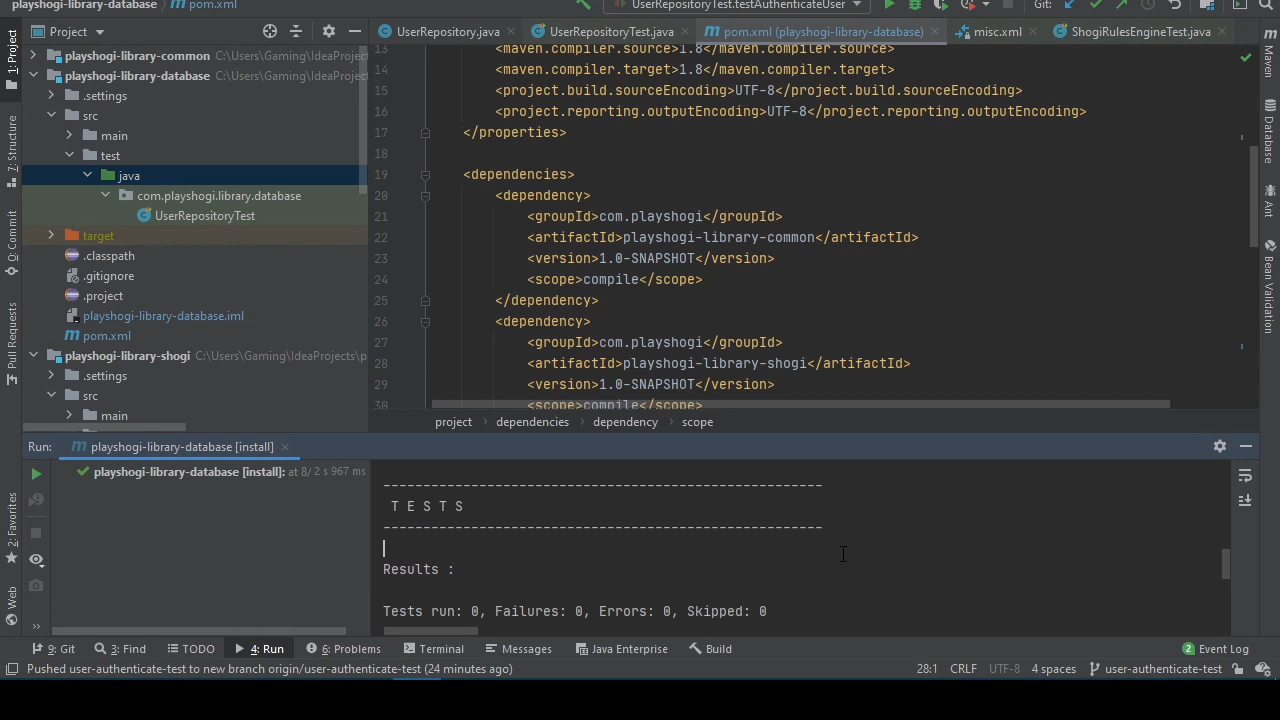 playshogi-library-database
pom.xml
UserRepositoryTest.testAuthenticateUser
Git:
Project
UserRepository.java
UserRepositoryTest.java
pom.xml (playshogi-library-database)
misc.xml
ShogiRulesEngineTest.java
1: Project
7: Structure
0: Commit
Pull Requests
2: Favorites
Web
Maven
Database
Ant
Bean Validation
playshogi-library-common C:\Users\Gaming\IdeaProjec
playshogi-library-database C:\Users\Gaming\IdeaProject
.settings
src
main
test
java
com.playshogi.library.database
UserRepositoryTest
target
.classpath
.gitignore
.project
playshogi-library-database.iml
pom.xml
playshogi-library-shogi C:\Users\Gaming\IdeaProjects\p
.settings
src
main
13 <maven.compiler.source>1.8</maven.compiler.source>
14 <maven.compiler.target>1.8</maven.compiler.target>
15 <project.build.sourceEncoding>UTF-8</project.build.sourceEncoding>
16 <project.reporting.outputEncoding>UTF-8</project.reporting.outputEncoding>
17 </properties>
18
19 <dependencies>
20 <dependency>
21 <groupId>com.playshogi</groupId>
22 <artifactId>playshogi-library-common</artifactId>
23 <version>1.0-SNAPSHOT</version>
24 <scope>compile</scope>
25 </dependency>
26 <dependency>
27 <groupId>com.playshogi</groupId>
28 <artifactId>playshogi-library-shogi</artifactId>
29 <version>1.0-SNAPSHOT</version>
30 <scope>compile</scope>
project > dependencies > dependency > scope
Run: playshogi-library-database [install]
playshogi-library-database [install]: at 8/ 2 s 967 ms
-------------------------------------------------------
T E S T S
-------------------------------------------------------
Results :
Tests run: 0, Failures: 0, Errors: 0, Skipped: 0
9: Git 3: Find TODO 4: Run 6: Problems Terminal Messages Java Enterprise Build 2 Event Log
Pushed user-authenticate-test to new branch origin/user-authenticate-test (24 minutes ago) 28:1 CRLF UTF-8 4 spaces user-authenticate-test